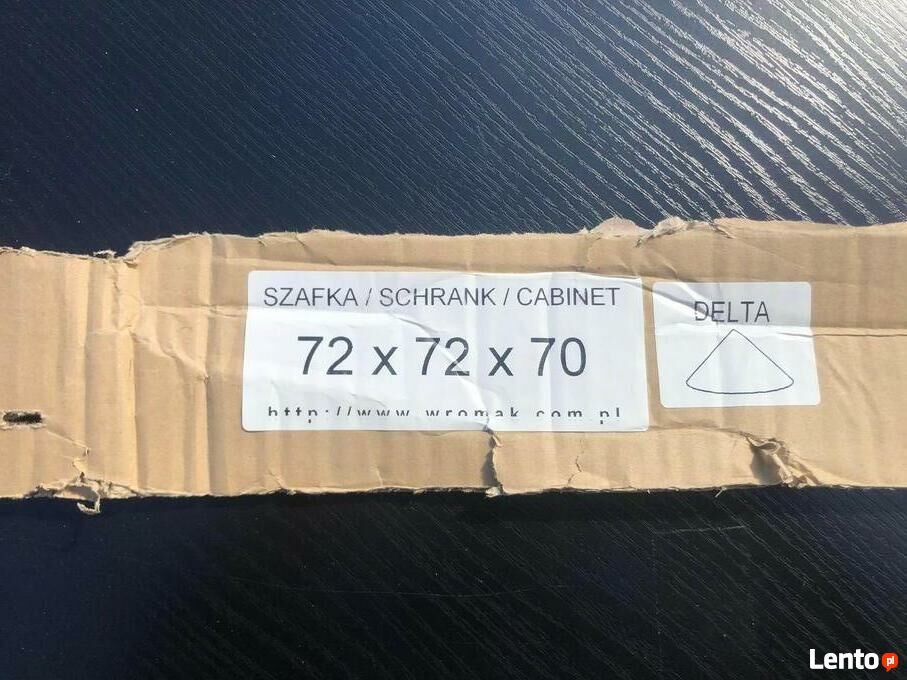 SZAFKA / SCHRANK / CABINET
72 x 72 x 70
http://www.wromak.com.pl
DELTA
Lento pl